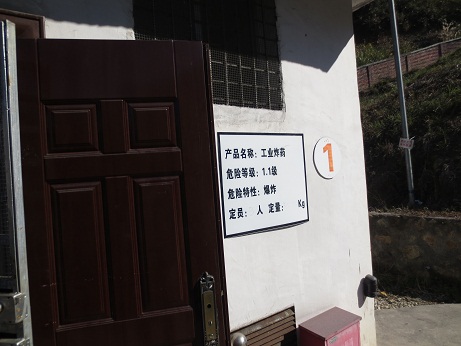 产品名称：工业炸药
危险等级：1.1级
危险特性：爆炸
定员： 人 定量： Kg
1